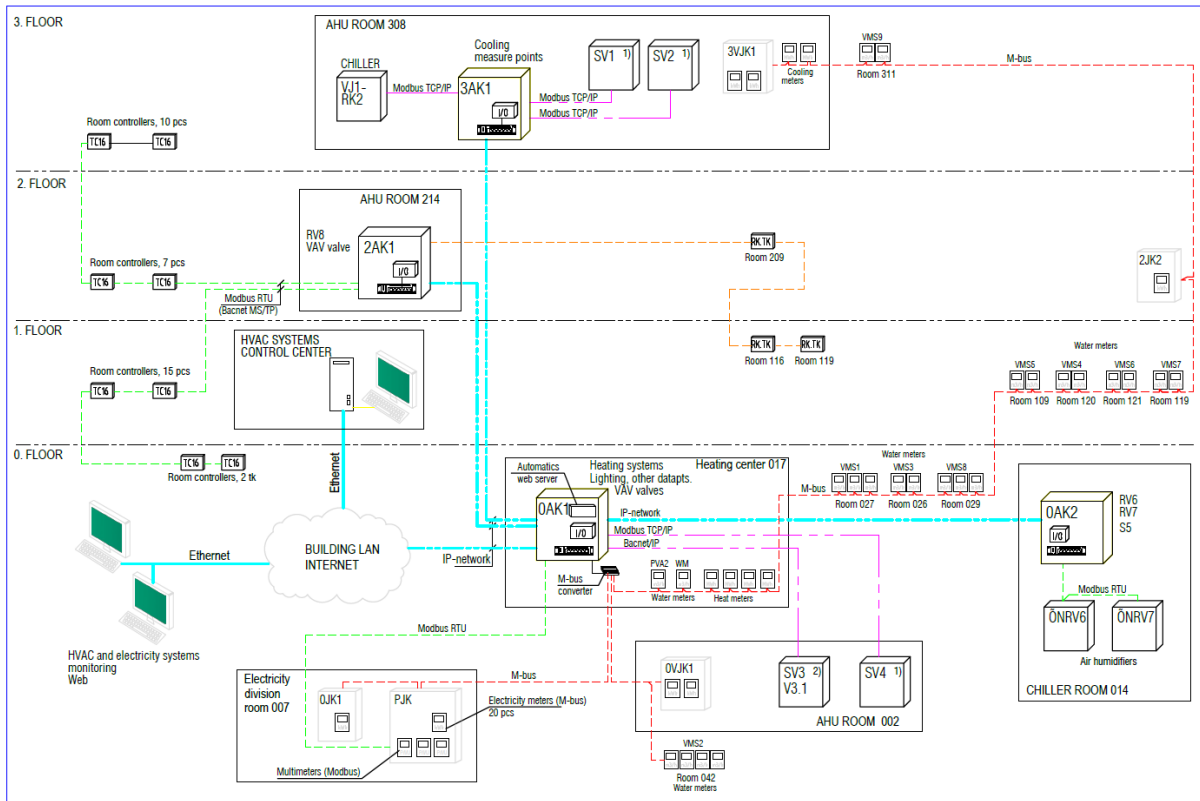 3. FLOOR
AHU ROOM 308
Cooling
measure points
CHILLER
VJ1-
RK2
Modbus TCP/IP
3AK1
I/O
Modbus TCP/IP
Modbus TCP/IP
SV1 1)
SV2 1)
3VJK1
Cooling
meters
VMS9
Room 311
M-bus
Room controllers, 10 pcs
TC16
TC16
2. FLOOR
AHU ROOM 214
RV8
VAV valve
2AK1
I/O
RK.TK
Room 209
2JK2
Room controllers, 7 pcs
TC16
TC16
Modbus RTU
(Bacnet MS/TP)
1. FLOOR
HVAC SYSTEMS
CONTROL CENTER
RK.TK
RK.TK
Room 116
Room 119
Water meters
VMS5
VMS4
VMS6
VMS7
Room 109
Room 120
Room 121
Room 119
Room controllers, 15 pcs
TC16
TC16
0. FLOOR
TC16
TC16
Room controllers, 2 tk
Ethernet
Heating center 017
Automatics
web server
Heating systems
Lighting, other datapts.
VAV valves
0AK1
I/O
IP-network
Modbus TCP/IP
Bacnet/IP
M-bus
converter
PVA2
WM
Water meters
Heat meters
Water meters
M-bus
VMS1
VMS3
VMS8
Room 027
Room 026
Room 029
0AK2
I/O
RV6
RV7
S5
Modbus RTU
ÕNRV6
ÕNRV7
Air humidifiers
CHILLER ROOM 014
Ethernet
BUILDING LAN
INTERNET
IP-network
HVAC and electricity systems
monitoring
Web
Modbus RTU
Electricity
division
room 007
0JK1
PJK
M-bus
Electricity meters (M-bus)
20 pcs
Multimeters (Modbus)
0VJK1
SV3 2)
V3.1
SV4 1)
AHU ROOM 002
VMS2
Room 042
Water meters